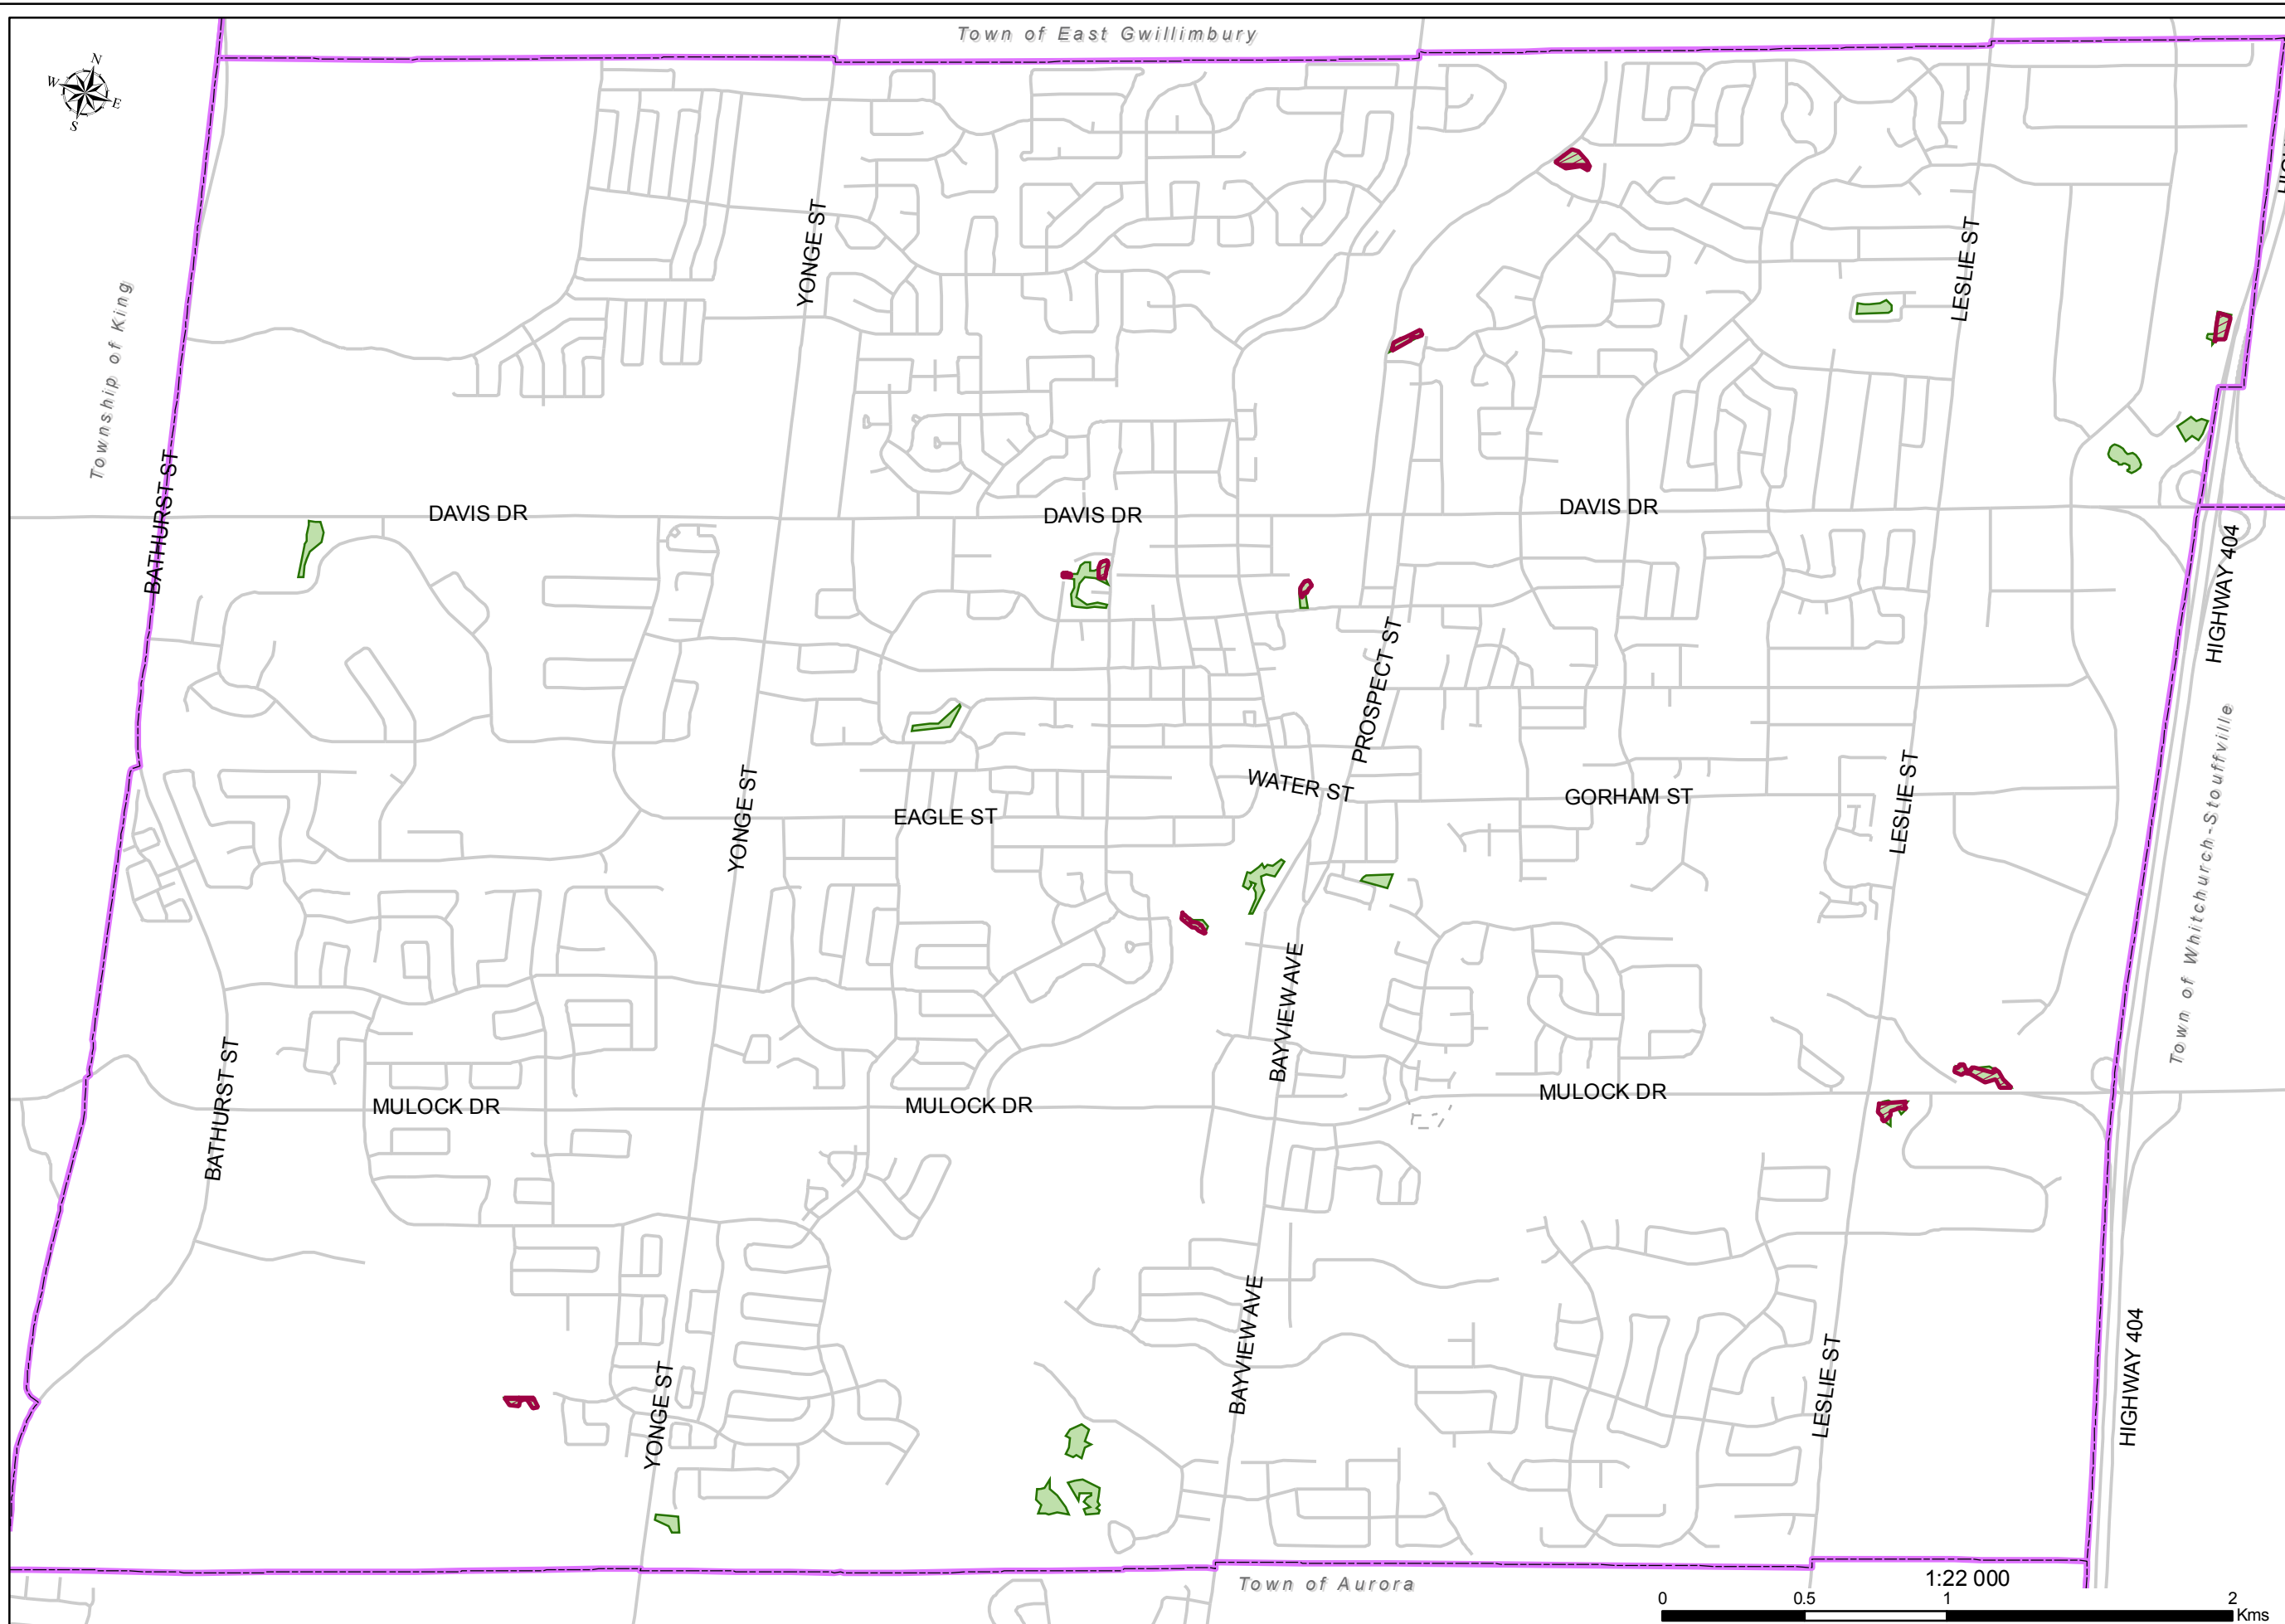 Town of East Gwillimbury
N
W
E
S
YONGE ST
LESLIE ST
Township of King
BATHURST ST
DAVIS DR
DAVIS DR
DAVIS DR
HIGHWAY 404
PROSPECT ST
WATER ST
GORHAM ST
EAGLE ST
YONGE ST
LESLIE ST
Town of Whitchurch-Stouffville
BAYVIEW AVE
BATHURST ST
MULOCK DR
MULOCK DR
MULOCK DR
BAYVIEW AVE
YONGE ST
LESLIE ST
HIGHWAY 404
Town of Aurora
1:22 000
0 0.5 1 2
Kms